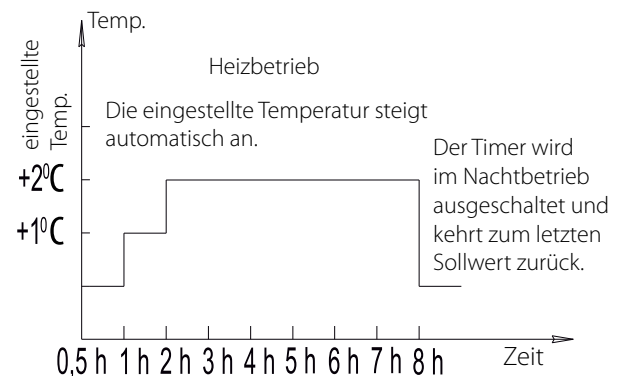 Temp.
eingestellte
Temp.
Heizbetrieb
Die eingestellte Temperatur steigt
automatisch an.
+2⁰C
+1⁰C
Der Timer wird
im Nachtbetrieb
ausgeschaltet und
kehrt zum letzten
Sollwert zurück.
0,5 h 1 h 2 h 3 h 4 h 5 h 6 h 7 h 8 h
Zeit